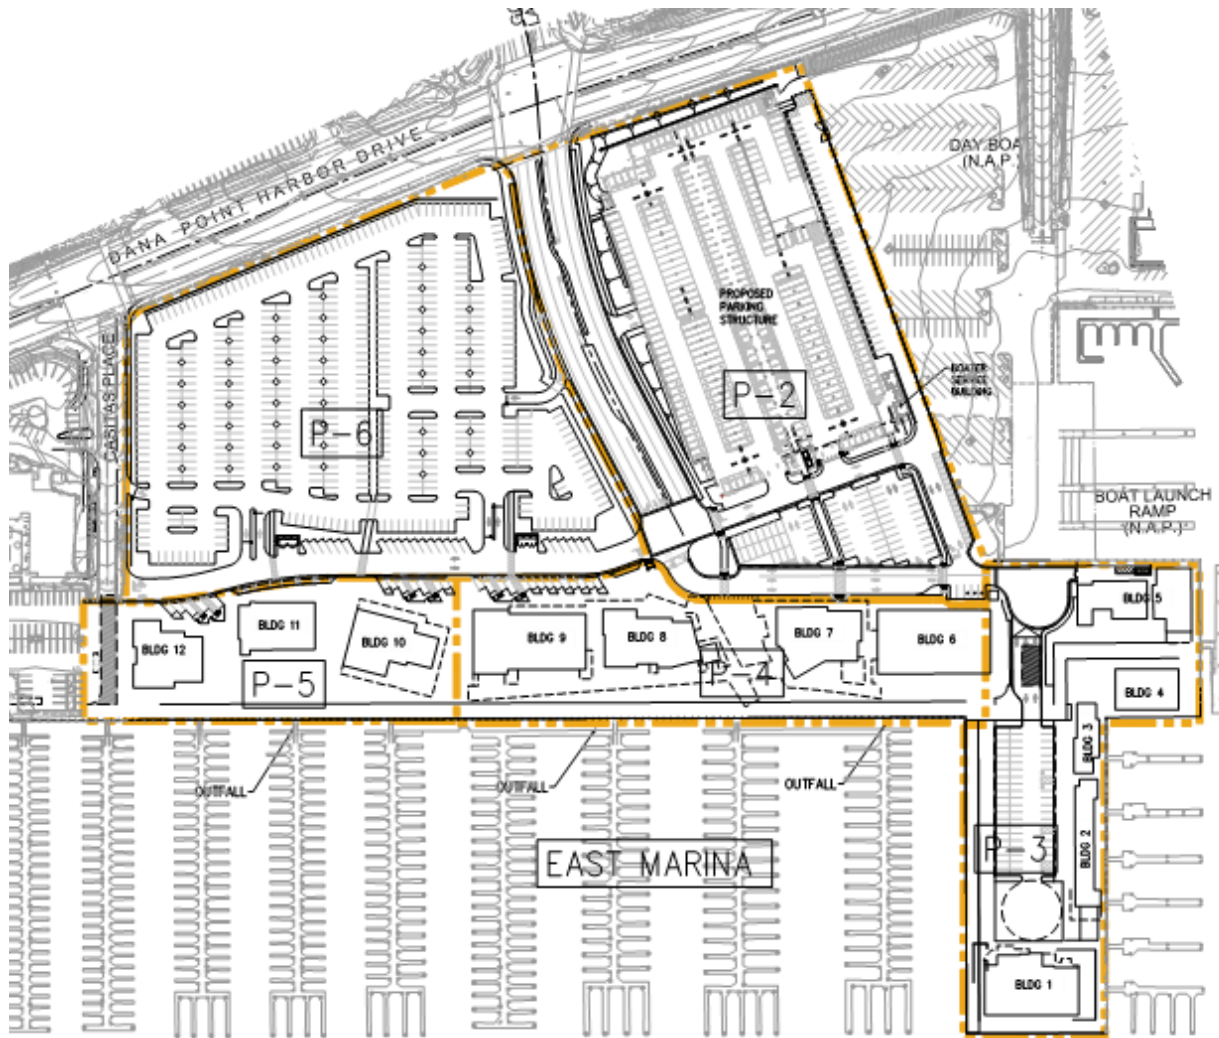 DANA POINT HARBOR DRIVE
DAY BOA
(N.A.P.
PROPOSED
PARKING
STRUCTURE
CASITAS PLACE
BOATER
SERVICE
BUILDING
P-2
P-6
BOAT LAUNCH
RAMP
(N.A.P.)
BLDG 12
BLDG 11
BLDG 10
BLDG 9
BLDG 8
BLDG 7
BLDG 6
BLDG 5
P-5
P-4
BLDG 4
BLDG 3
OUTFALL
OUTFALL
OUTFALL
EAST MARINA
P-3
BLDG 2
BLDG 1